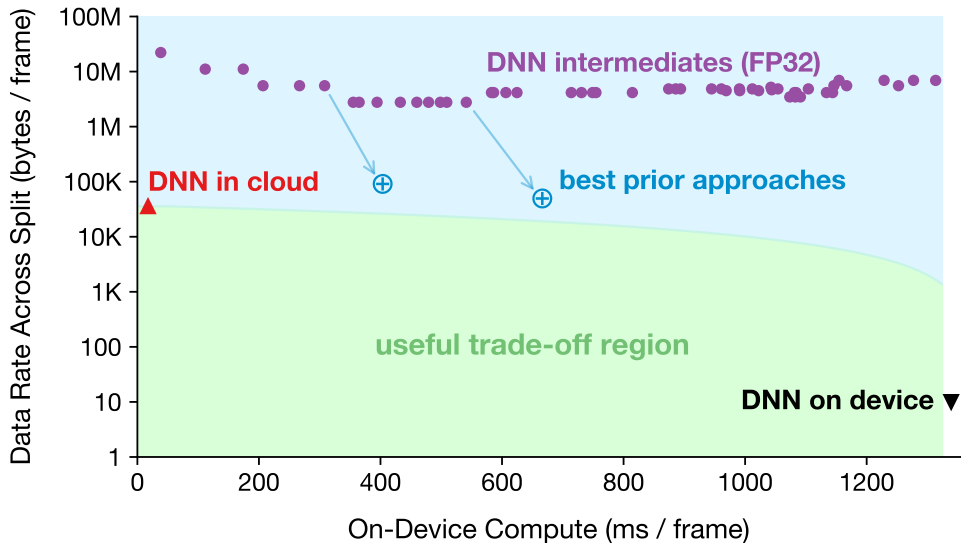 Data Rate Across Split (bytes / frame)
100M
10M
1M
100K
10K
1K
100
10
1
DNN intermediates (FP32)
DNN in cloud
best prior approaches
useful trade-off region
DNN on device
0
200
400
600
800
1000
1200
On-Device Compute (ms / frame)